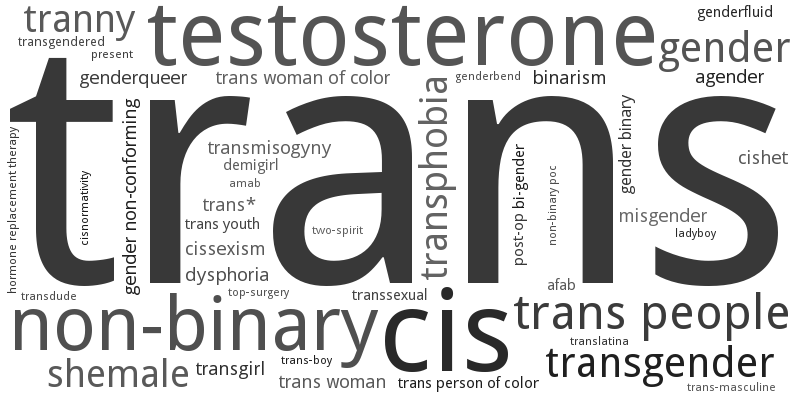 tranny
testosterone
genderfluid
transgendered
present
gender
genderqueer
trans woman of color
genderbend
binarism
agender
trans
hormone replacement therapy
cisnormativity
gender non-conforming
transmisogyny
demigirl
amab
trans*
trans youth
two-spirit
cissexism
dysphoria
transphobia
post-op
bi-gender
non-binary poc
gender binary
misgender
ladyboy
cishet
afab
transdude
top-surgery
transsexual
non-binary
cis
trans people
translatina
transgender
shemale
transgirl
trans-boy
trans woman
trans person of color
trans-masculine